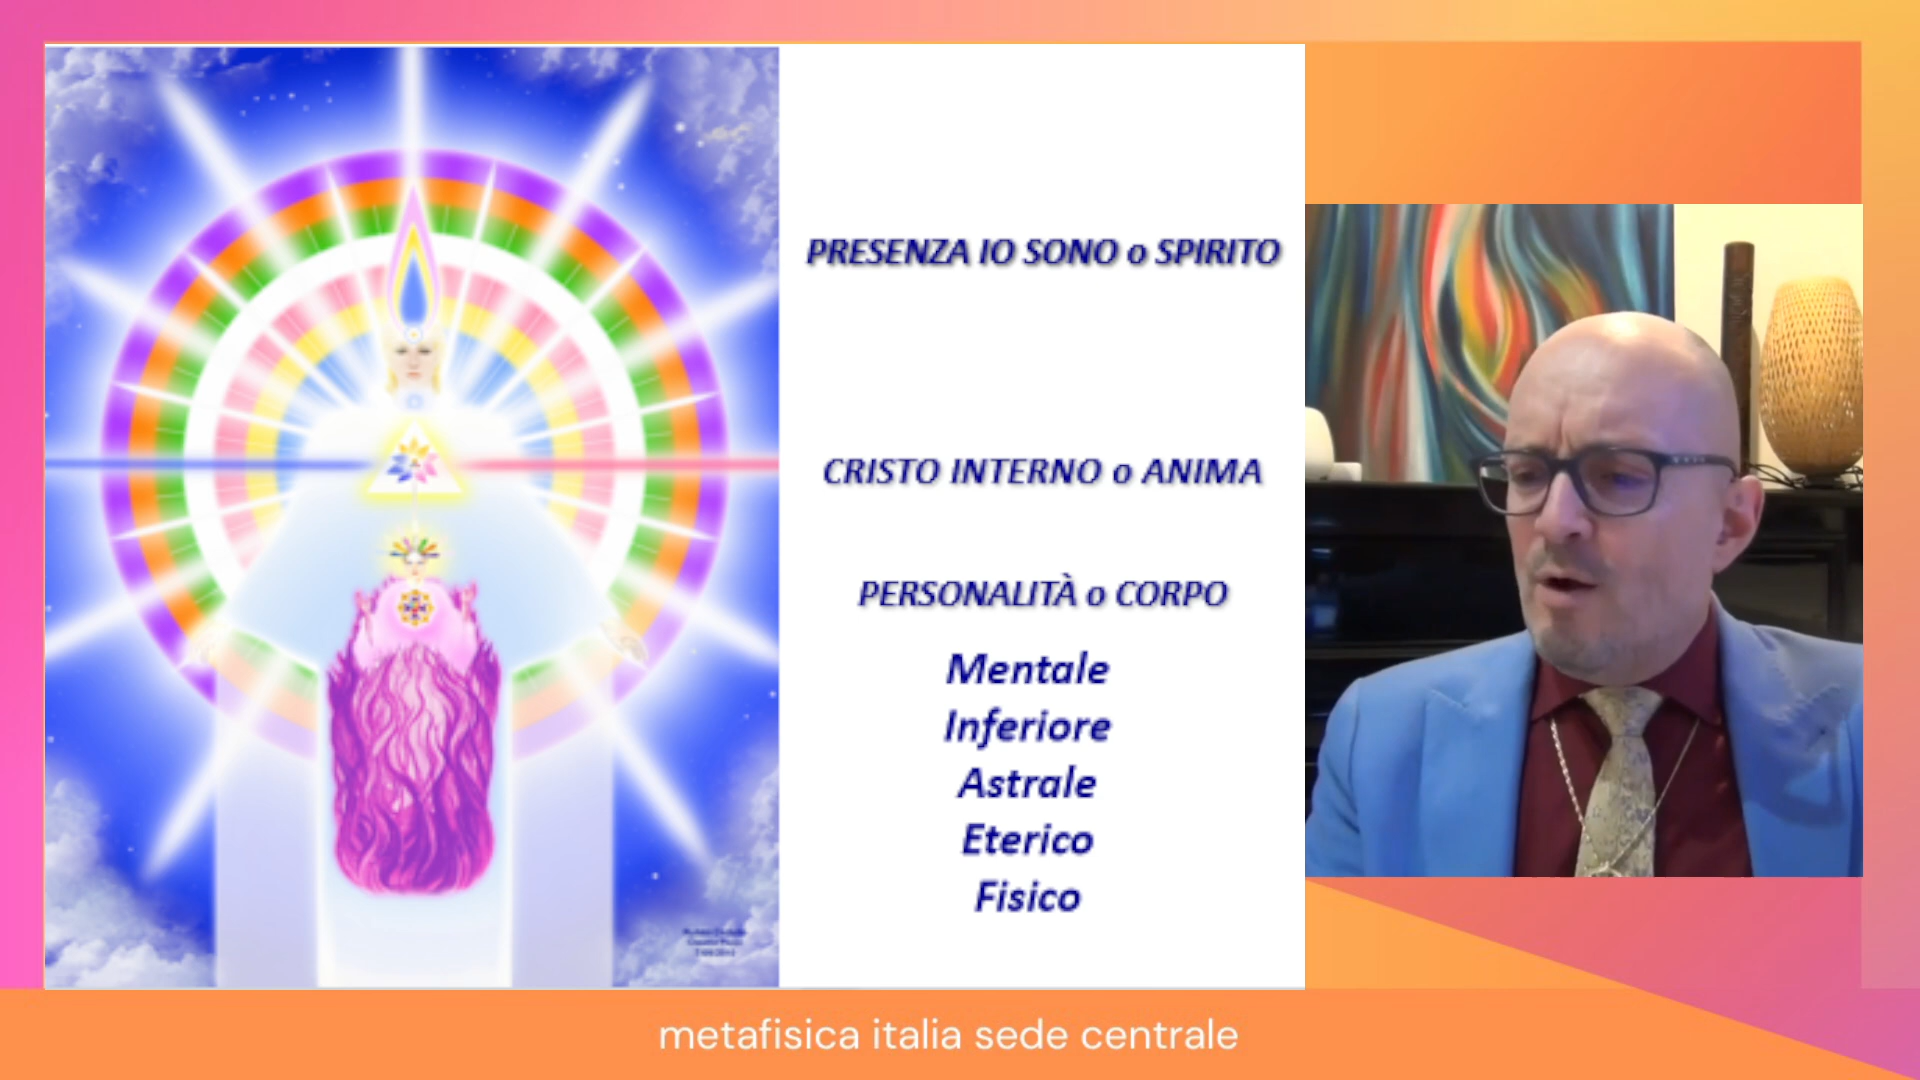 PRESENZA IO SONO o SPIRITO
CRISTO INTERNO o ANIMA
PERSONALITÀ o CORPO
Mentale
Inferiore
Astrale
Eterico
Fisico
metafisica italia sede centrale